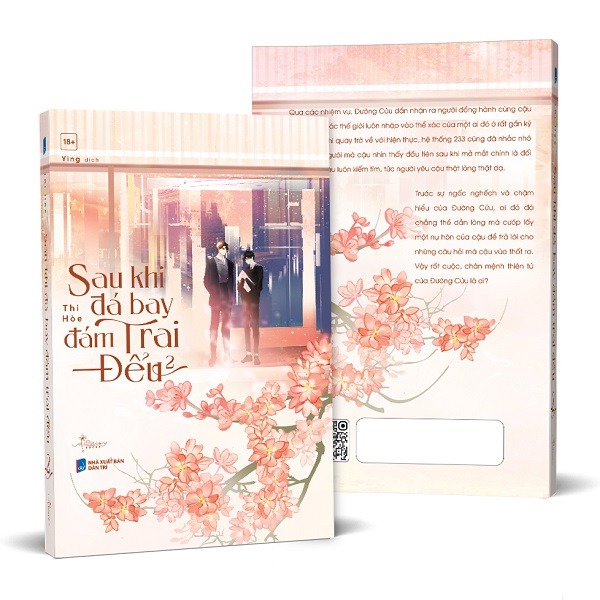 18+
Ying dịch
Sau khi
đá bay
Thi
Hòe
đám Trai
Đểu 2
NHÀ XUẤT BẢN
DÂN TRÍ
Qua các nhiệm vụ, Đường Cửu dần nhận ra người đồng hành cùng cậu
các thế giới luôn nhập vào thể xác của một ai đó ở rất gần ký
quay trở về với hiện thực, hệ thống 233 cũng đã nhắc nhở
người mà cậu nhìn thấy đầu tiên sau khi mở mắt chính là đối
luôn kiếm tìm, tức người yêu cậu thật lòng thật dạ.
Trước sự ngốc nghếch và chậm
hiểu của Đường Cửu, ai đó đã
chẳng thể dằn lòng mà cướp lấy
một nụ hôn của cậu để trả lời cho
những câu hỏi mà cậu vừa thốt ra.
Vậy rốt cuộc, chân mệnh thiên tử
của Đường Cửu là ai?